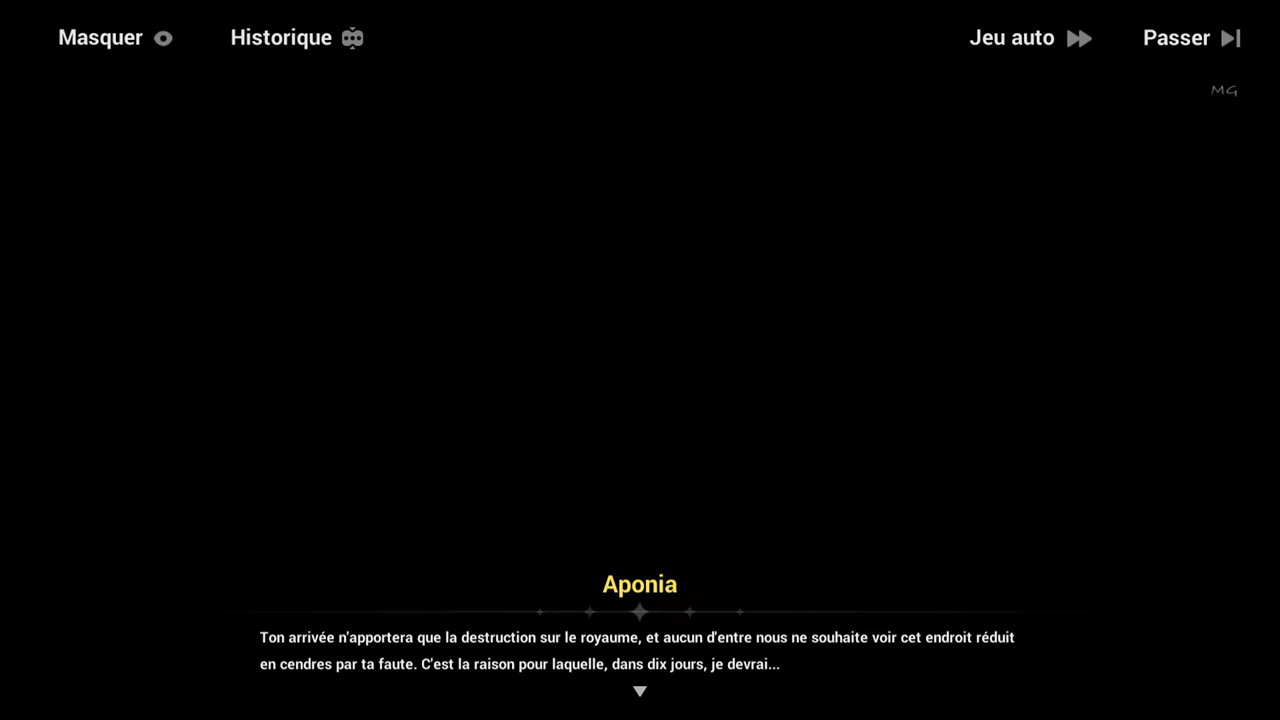 Masquer
Historique
Jeu auto
Passer
MG
Aponia
Ton arrivée n'apportera que la destruction sur le royaume, et aucun d'entre nous ne souhaite voir cet endroit réduit
en cendres par ta faute. C'est la raison pour laquelle, dans dix jours, je devrai...